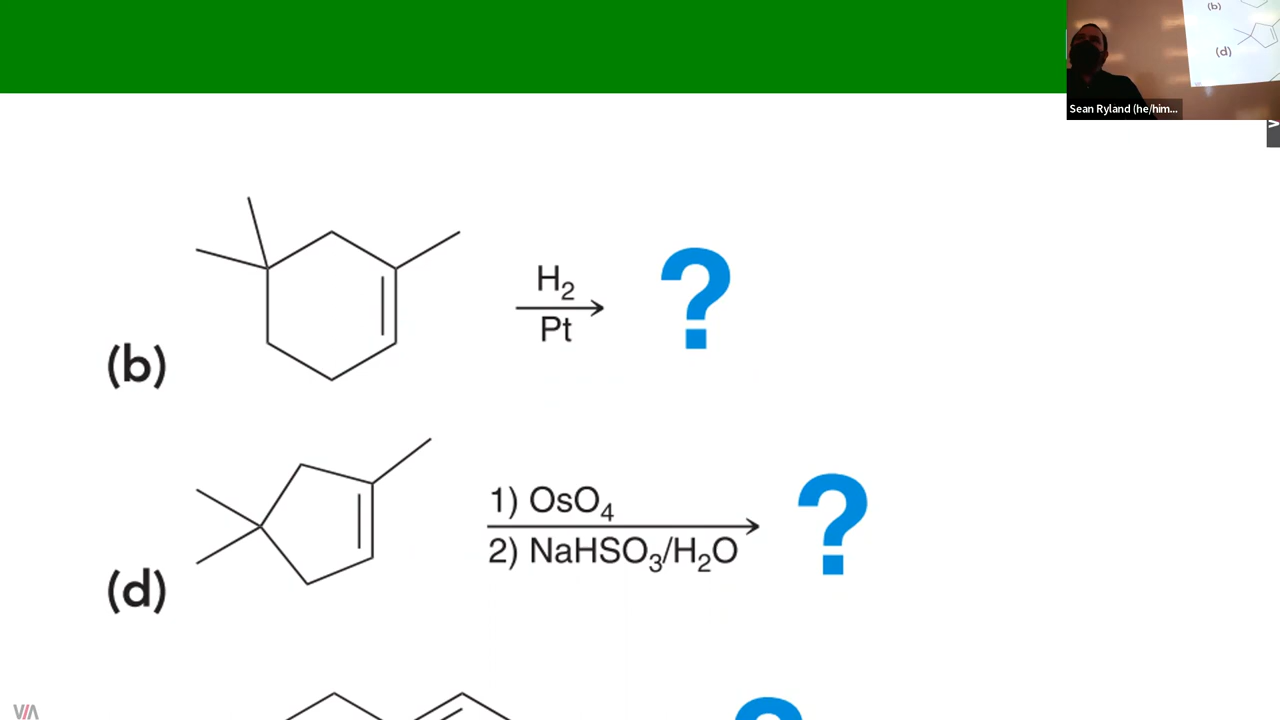 (b)
(d)
Sean Ryland (he/him...
H₂
Pt
?
(b)
1) OsO₄
2) NaHSO₃/H₂O
?
(d)
VIA